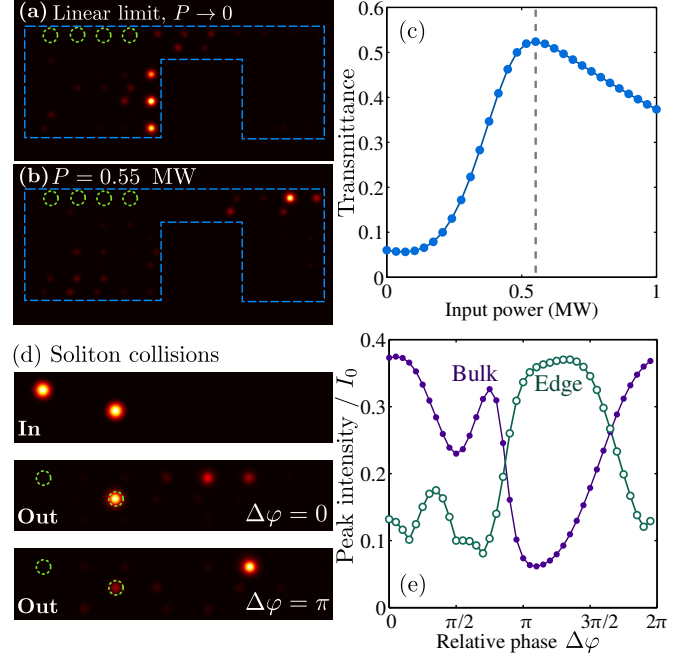 (a) Linear limit, P → 0
(b) P = 0.55 MW
(c)
Transmittance
0.6
0.5
0.4
0.3
0.2
0.1
0
0 0.5 1
Input power (MW)
(d) Soliton collisions
In
Out
Δφ = 0
Out
Δφ = π
Peak intensity / I₀
0.4
0.3
0.2
0.1
0
Bulk
Edge
(e)
0 π/2 π 3π/2 2π
Relative phase Δφ